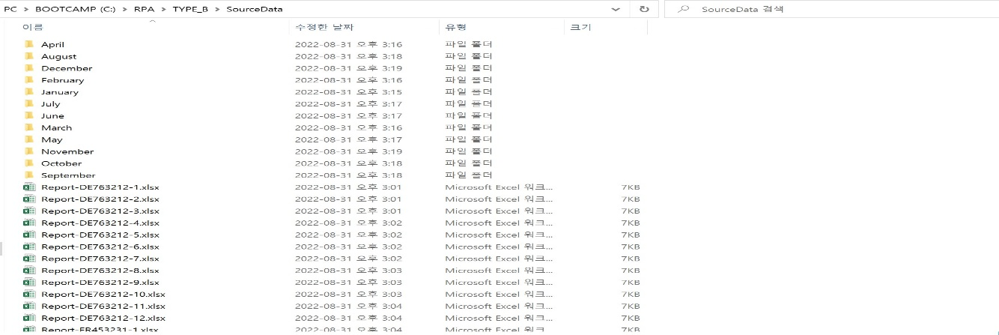 PC > BOOTCAMP (C:) > RPA > TYPE_B > SourceData SourceData 검색
이름 수정한 날짜 유형 크기
April 2022-08-31 오후 3:16 파일 폴더
August 2022-08-31 오후 3:18 파일 폴더
December 2022-08-31 오후 3:19 파일 폴더
February 2022-08-31 오후 3:16 파일 폴더
January 2022-08-31 오후 3:15 파일 폴더
July 2022-08-31 오후 3:17 파일 폴더
June 2022-08-31 오후 3:17 파일 폴더
March 2022-08-31 오후 3:16 파일 폴더
May 2022-08-31 오후 3:17 파일 폴더
November 2022-08-31 오후 3:19 파일 폴더
October 2022-08-31 오후 3:18 파일 폴더
September 2022-08-31 오후 3:18 파일 폴더
Report-DE763212-1.xlsx 2022-08-31 오후 3:01 Microsoft Excel 워크... 7KB
Report-DE763212-2.xlsx 2022-08-31 오후 3:01 Microsoft Excel 워크... 7KB
Report-DE763212-3.xlsx 2022-08-31 오후 3:01 Microsoft Excel 워크... 7KB
Report-DE763212-4.xlsx 2022-08-31 오후 3:02 Microsoft Excel 워크... 7KB
Report-DE763212-5.xlsx 2022-08-31 오후 3:02 Microsoft Excel 워크... 7KB
Report-DE763212-6.xlsx 2022-08-31 오후 3:02 Microsoft Excel 워크... 7KB
Report-DE763212-7.xlsx 2022-08-31 오후 3:02 Microsoft Excel 워크... 7KB
Report-DE763212-8.xlsx 2022-08-31 오후 3:03 Microsoft Excel 워크... 7KB
Report-DE763212-9.xlsx 2022-08-31 오후 3:03 Microsoft Excel 워크... 7KB
Report-DE763212-10.xlsx 2022-08-31 오후 3:03 Microsoft Excel 워크... 7KB
Report-DE763212-11.xlsx 2022-08-31 오후 3:04 Microsoft Excel 워크... 7KB
Report-DE763212-12.xlsx 2022-08-31 오후 3:04 Microsoft Excel 워크... 7KB
Report-FR453231-1.xlsx 2022-08-31 오후 3:04 Microsoft Excel 워크... 7KB